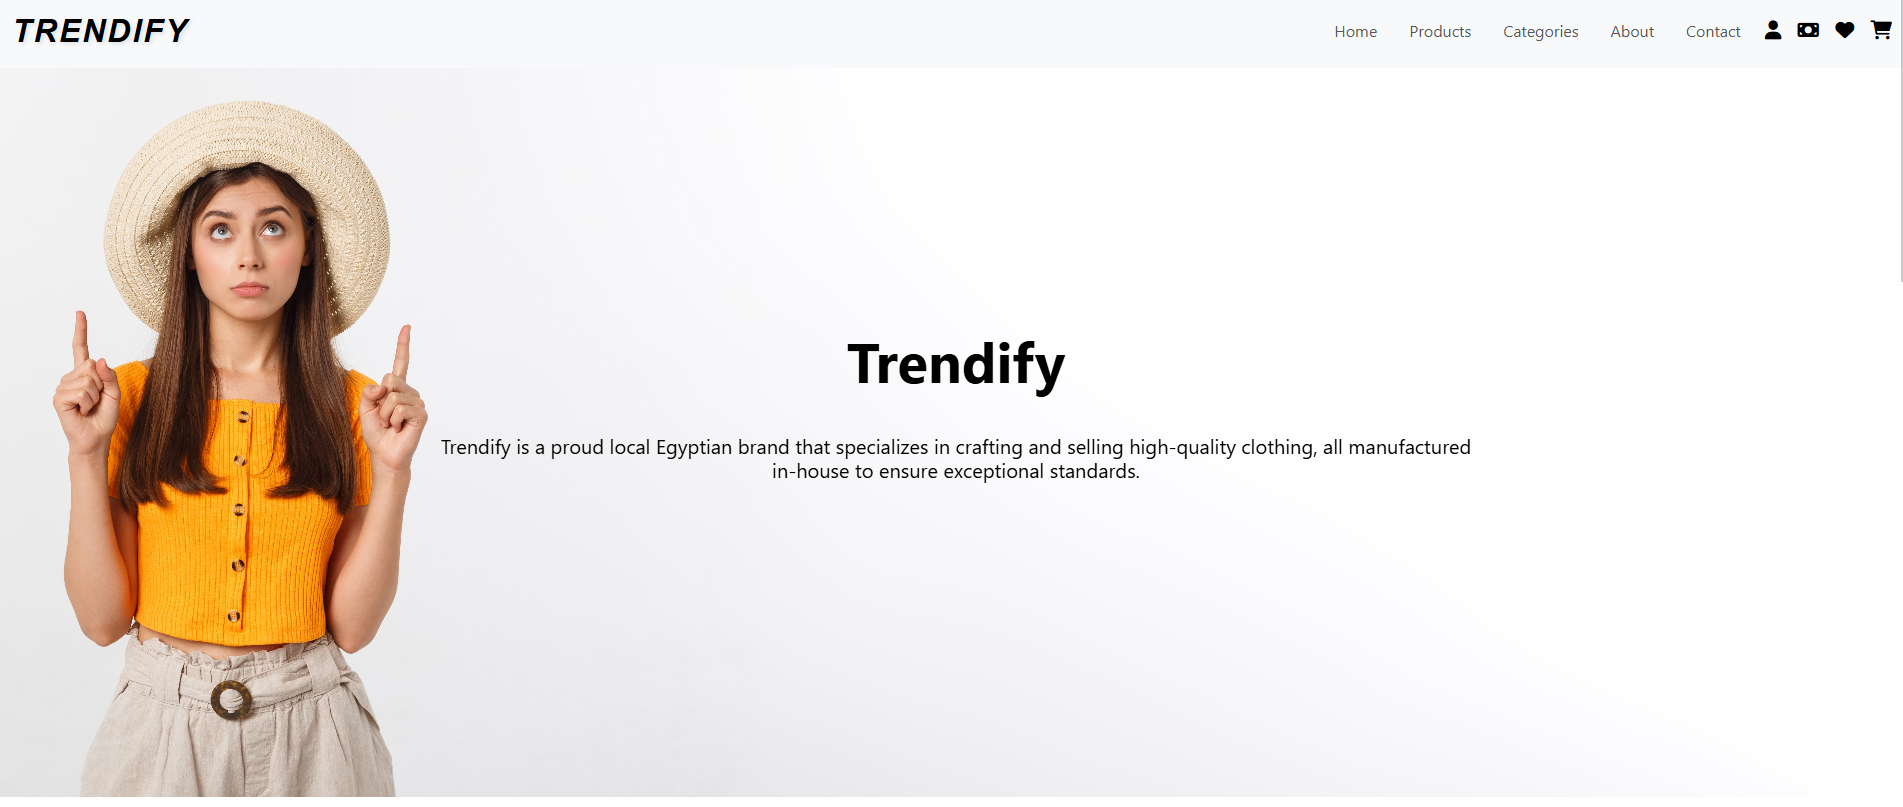 TRENDIFY
Home Products Categories About Contact
Trendify
Trendify is a proud local Egyptian brand that specializes in crafting and selling high-quality clothing, all manufactured
in-house to ensure exceptional standards.